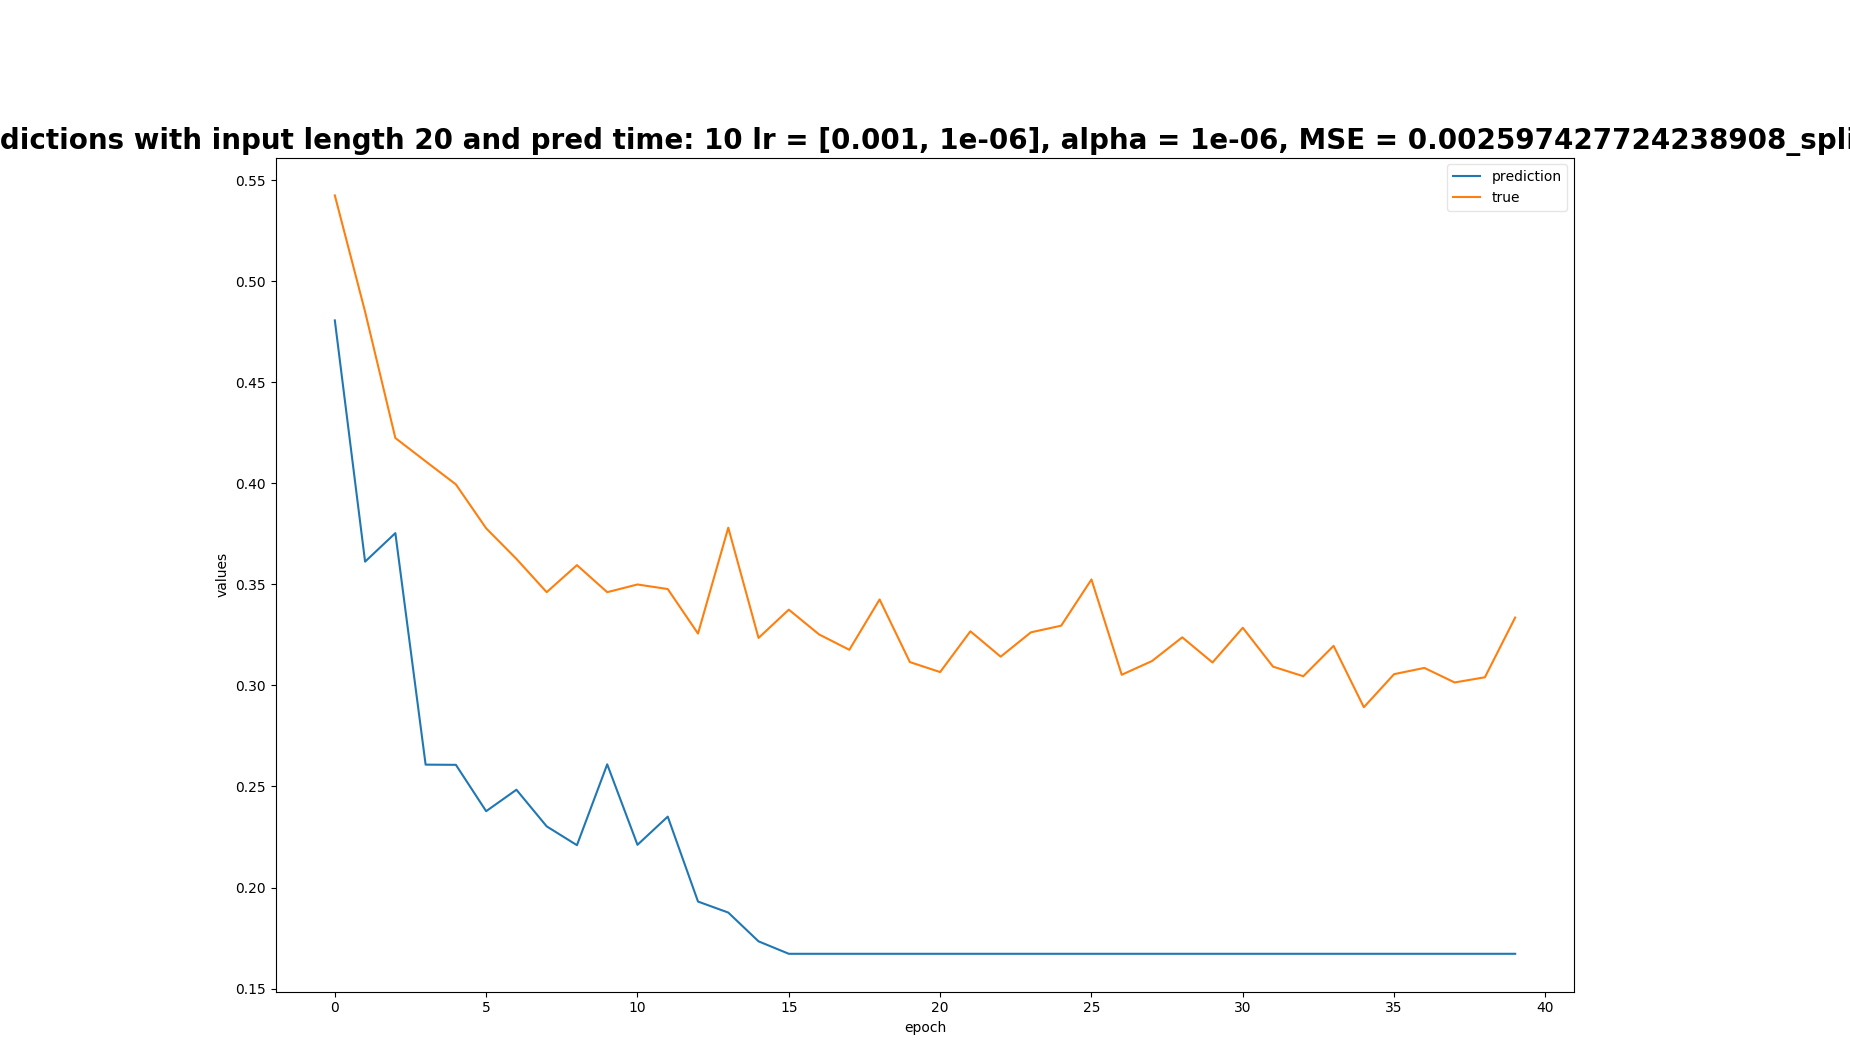 dictions with input length 20 and pred time: 10 lr = [0.001, 1e-06], alpha = 1e-06, MSE = 0.002597427724238908_spli
prediction
true
0.55
0.50
0.45
0.40
0.35
0.30
0.25
0.20
0.15
values
0 5 10 15 20 25 30 35 40
epoch